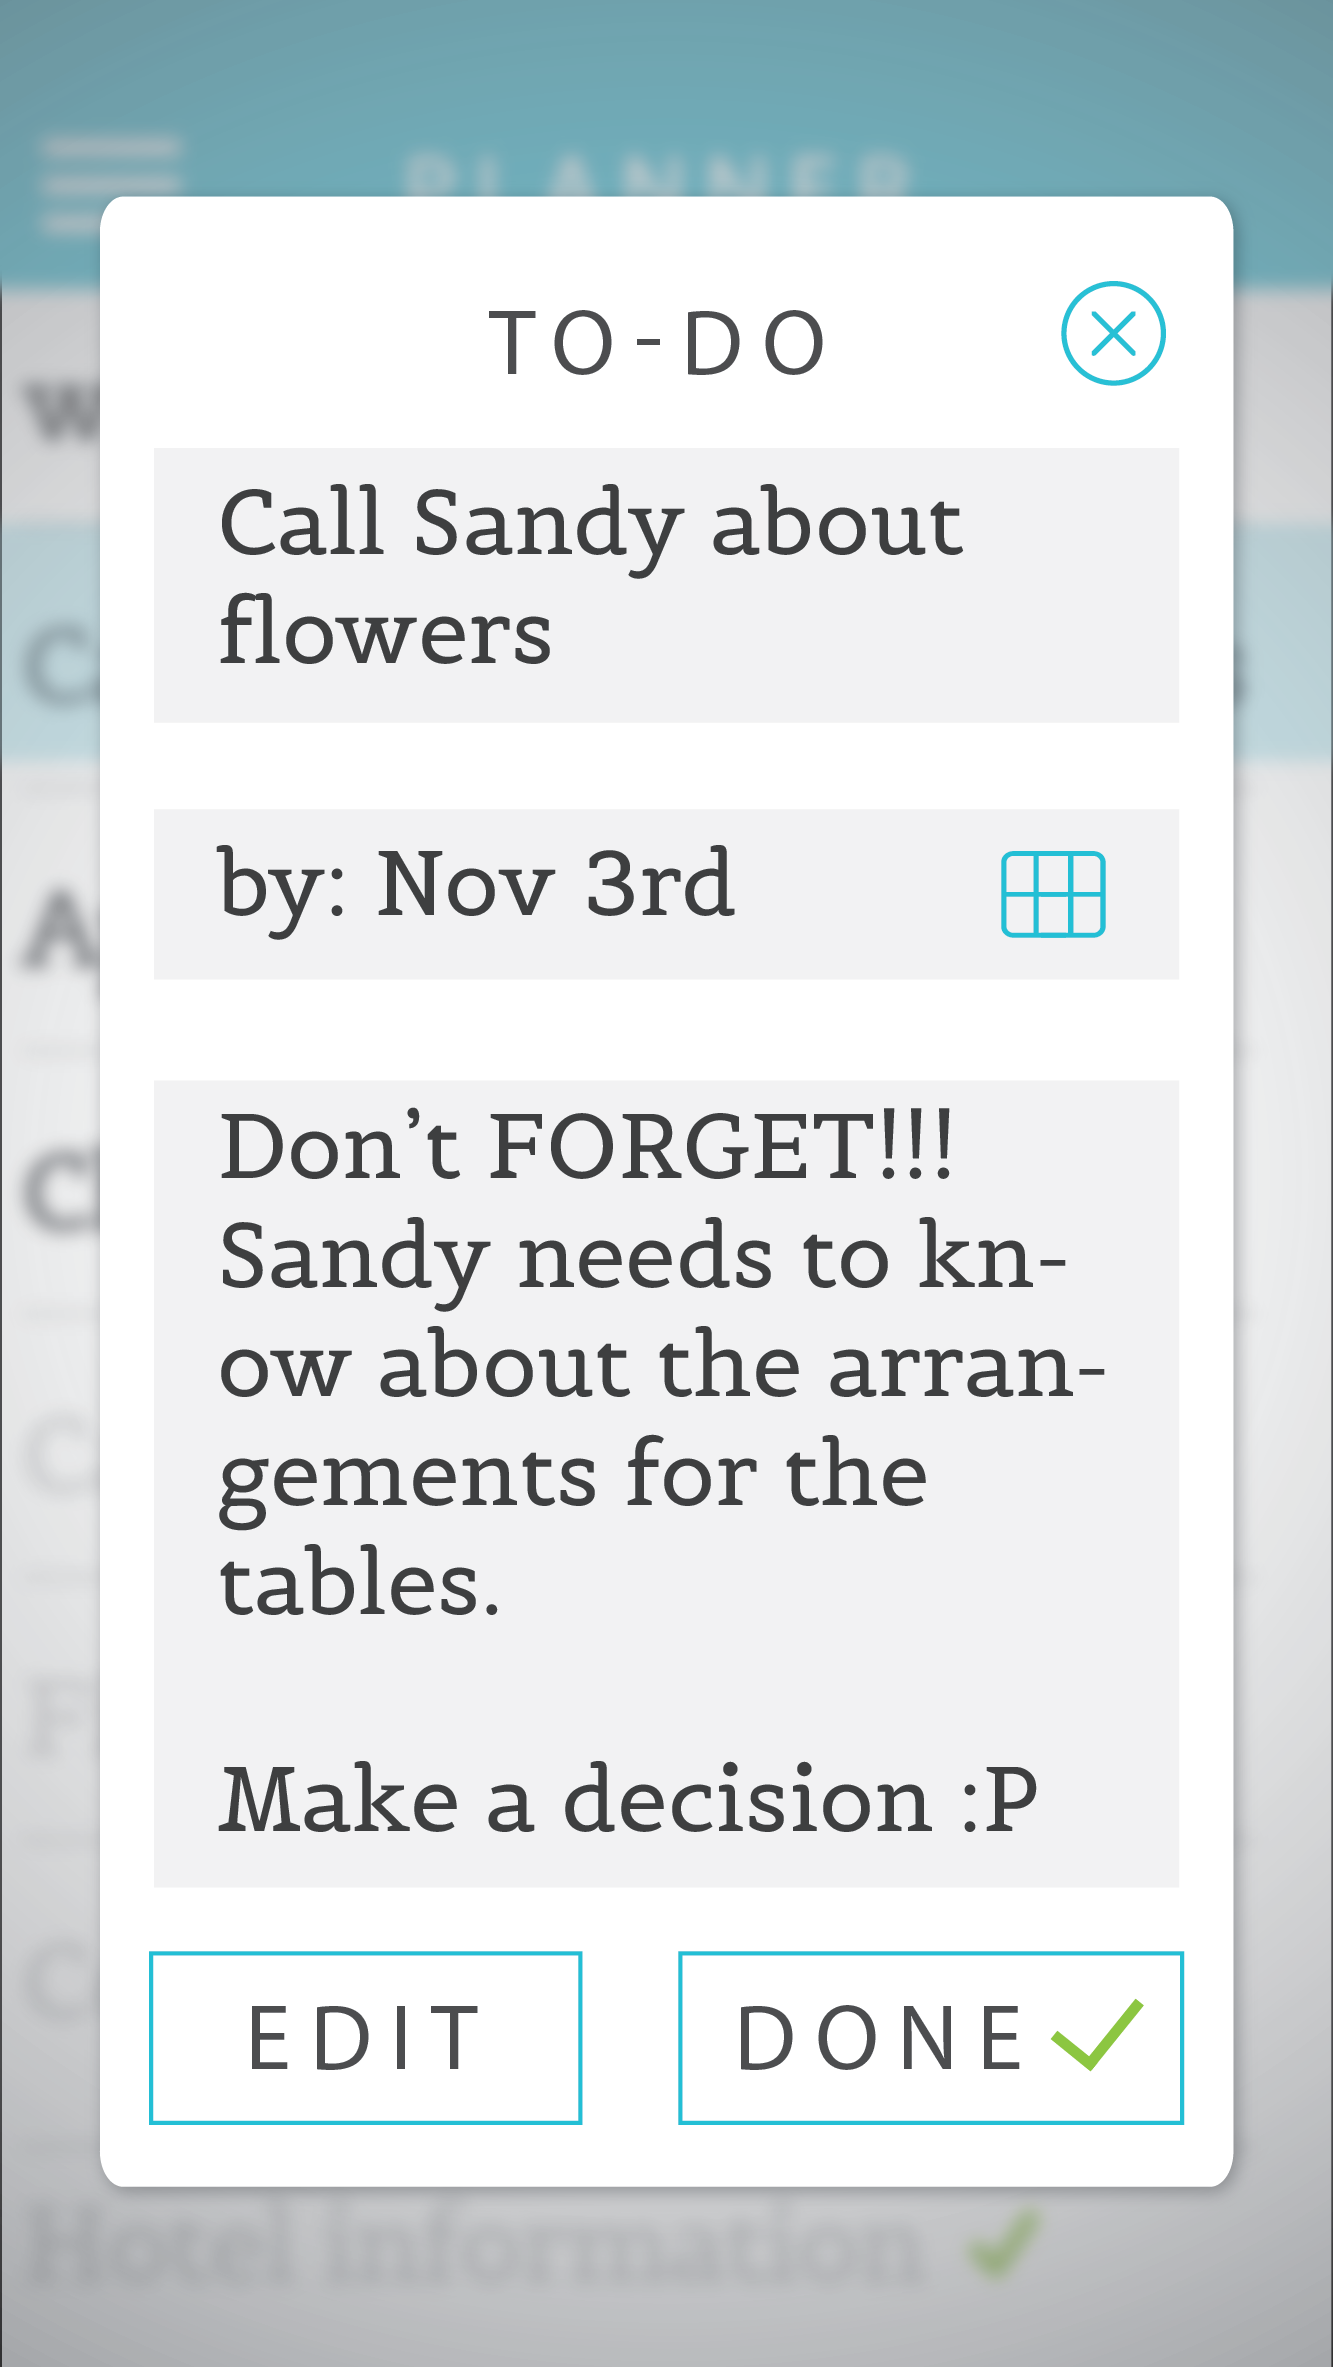 PLANNER
TO-DO
Call Sandy about
flowers
by: Nov 3rd
Don’t FORGET!!!
Sandy needs to kn-
ow about the arran-
gements for the
tables.
Make a decision :P
EDIT
DONE
Hotel information